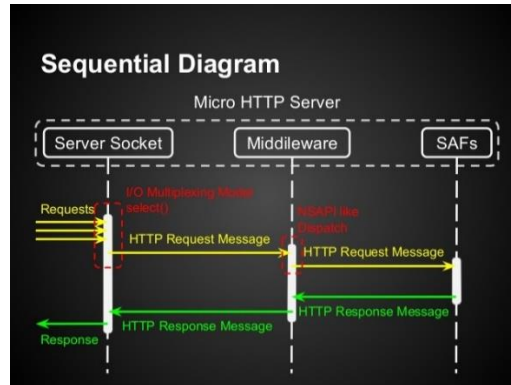 Sequential Diagram
Micro HTTP Server
Server Socket
Middleware
SAFs
I/O Multiplexing Model
select()
Requests
NSAPI like
Dispatch
HTTP Request Message
HTTP Request Message
HTTP Response Message
HTTP Response Message
Response